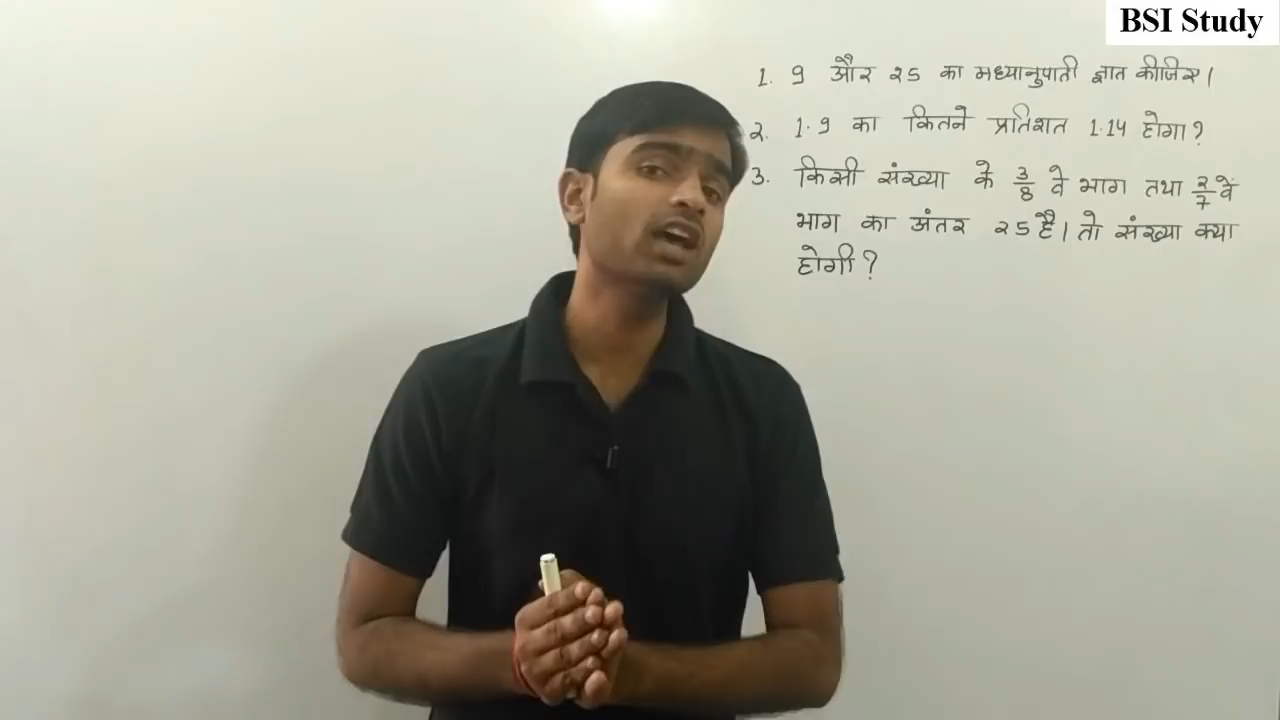 BSI Study
1. 9 और 25 का मध्यानुपाती ज्ञात कीजिए।
2. 1.9 का कितने प्रतिशत 1.14 होगा?
3. किसी संख्या के 3/8 वे भाग तथा 2/7 वें
भाग का अंतर 25 है। तो संख्या क्या
होगी?